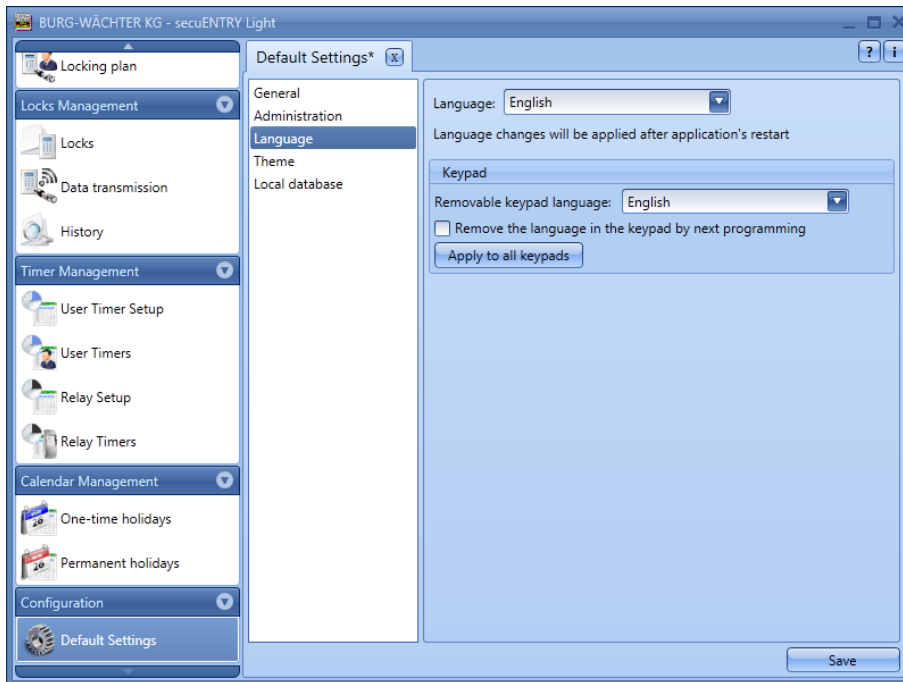 BURG-WÄCHTER KG - secuENTRY Light
Locking plan
Locks Management
Locks
Data transmission
History
Timer Management
User Timer Setup
User Timers
Relay Setup
Relay Timers
Calendar Management
One-time holidays
Permanent holidays
Configuration
Default Settings
Default Settings* x
? i
General
Administration
Language
Theme
Local database
Language: English
Language changes will be applied after application's restart
Keypad
Removable keypad language: English
Remove the language in the keypad by next programming
Apply to all keypads
Save